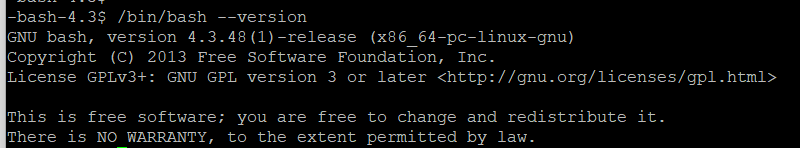 -bash-4.3$
-bash-4.3$ /bin/bash --version
GNU bash, version 4.3.48(1)-release (x86_64-pc-linux-gnu)
Copyright (C) 2013 Free Software Foundation, Inc.
License GPLv3+: GNU GPL version 3 or later <http://gnu.org/licenses/gpl.html>

This is free software; you are free to change and redistribute it.
There is NO WARRANTY, to the extent permitted by law.